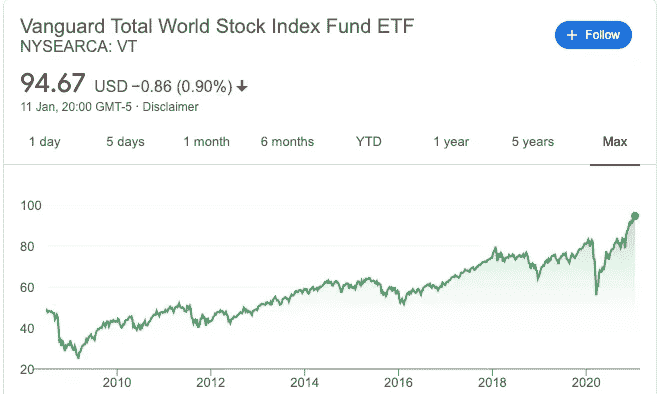 Vanguard Total World Stock Index Fund ETF
NYSEARCA: VT
+ Follow
94.67 USD −0.86 (0.90%) ↓
11 Jan, 20:00 GMT-5 · Disclaimer
1 day 5 days 1 month 6 months YTD 1 year 5 years Max
100
80
60
40
20
2010 2012 2014 2016 2018 2020